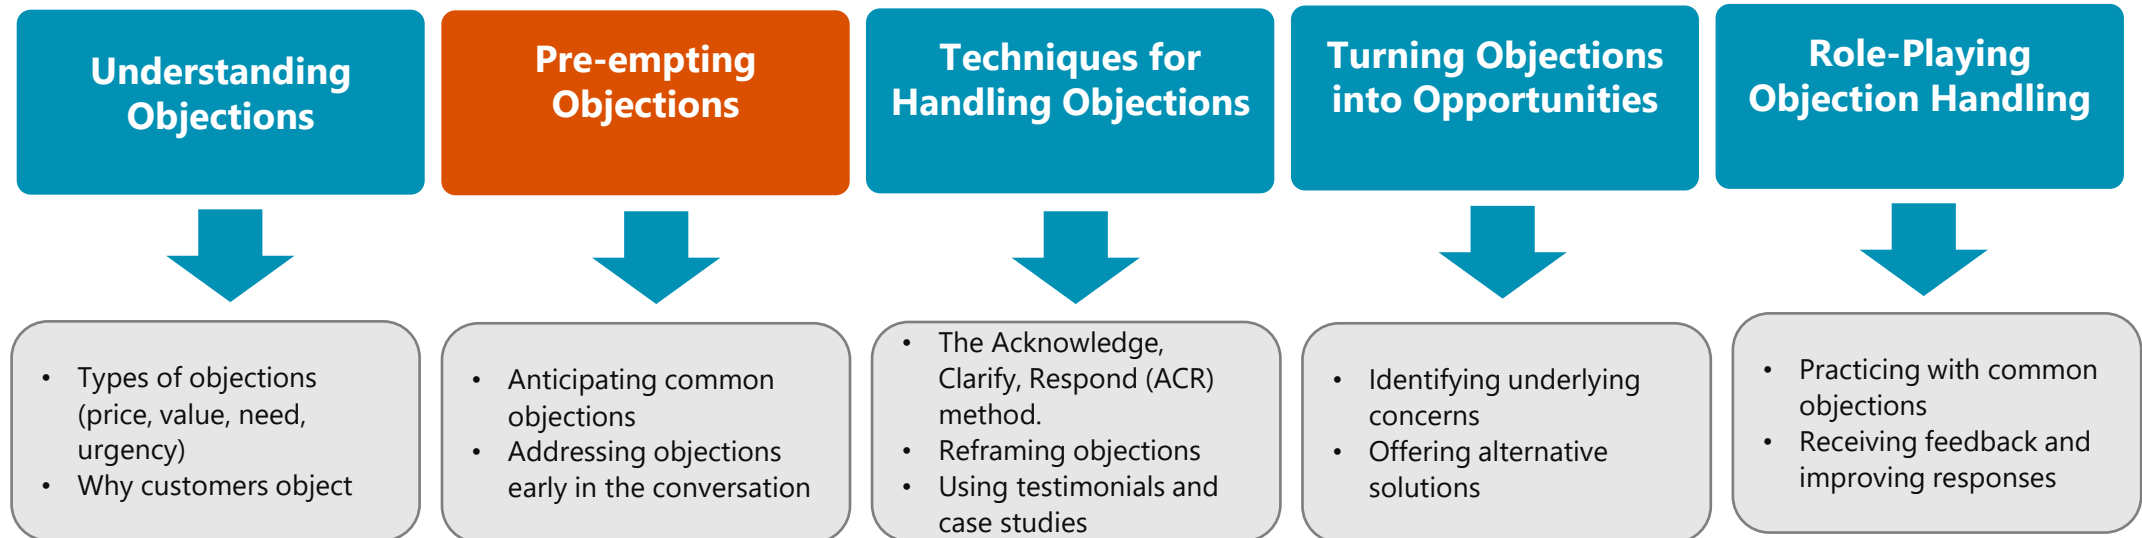 Understanding
Objections
Pre-empting
Objections
Techniques for
Handling Objections
Turning Objections
into Opportunities
Role-Playing
Objection Handling
• Types of objections
(price, value, need,
urgency)
• Why customers object
• Anticipating common
objections
• Addressing objections
early in the conversation
• The Acknowledge,
Clarify, Respond (ACR)
method.
• Reframing objections
• Using testimonials and
case studies
• Identifying underlying
concerns
• Offering alternative
solutions
• Practicing with common
objections
• Receiving feedback and
improving responses